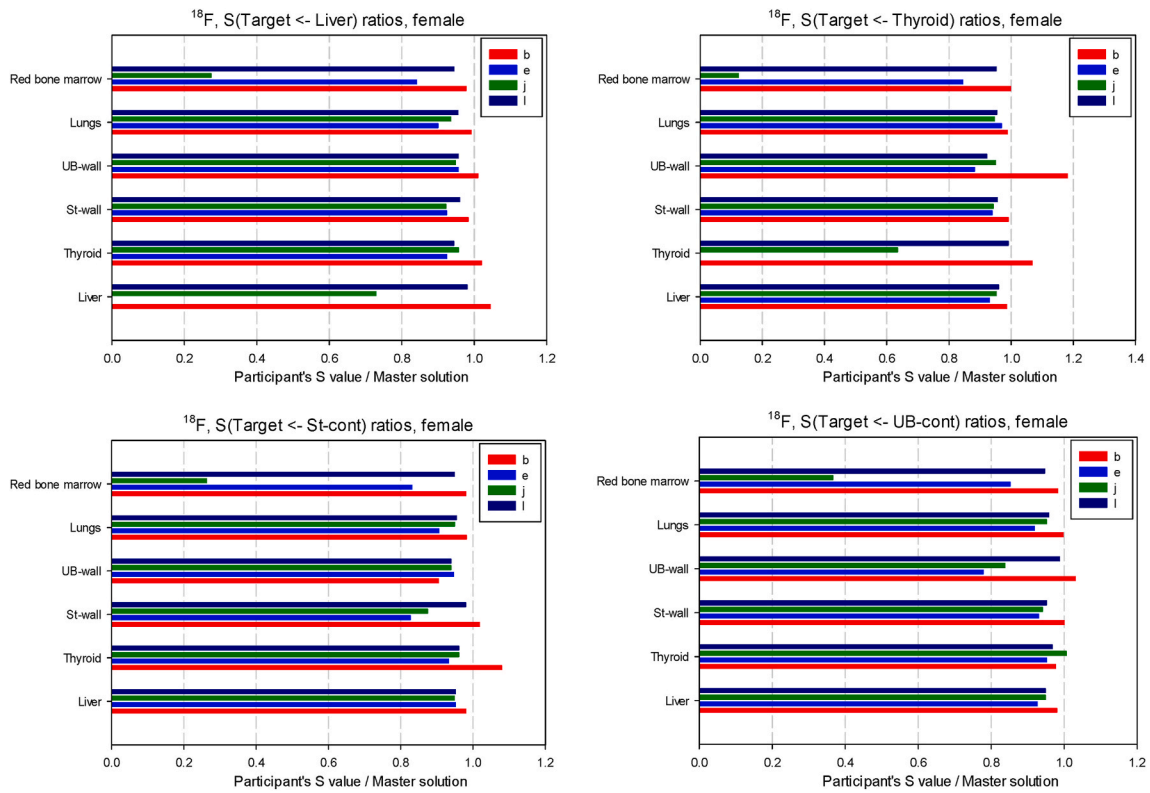 ¹⁸F, S(Target <- Liver) ratios, female
b
e
j
l
Red bone marrow
Lungs
UB-wall
St-wall
Thyroid
Liver
0.0 0.2 0.4 0.6 0.8 1.0 1.2
Participant's S value / Master solution
¹⁸F, S(Target <- Thyroid) ratios, female
b
e
j
l
Red bone marrow
Lungs
UB-wall
St-wall
Thyroid
Liver
0.0 0.2 0.4 0.6 0.8 1.0 1.2 1.4
Participant's S value / Master solution
¹⁸F, S(Target <- St-cont) ratios, female
b
e
j
l
Red bone marrow
Lungs
UB-wall
St-wall
Thyroid
Liver
0.0 0.2 0.4 0.6 0.8 1.0 1.2
Participant's S value / Master solution
¹⁸F, S(Target <- UB-cont) ratios, female
b
e
j
l
Red bone marrow
Lungs
UB-wall
St-wall
Thyroid
Liver
0.0 0.2 0.4 0.6 0.8 1.0 1.2
Participant's S value / Master solution